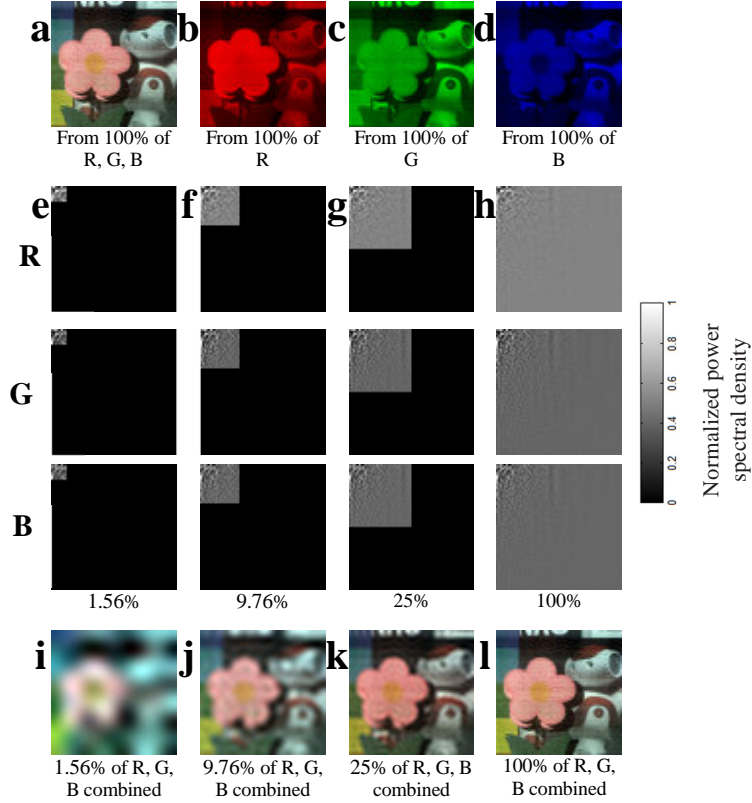 a b c d
From 100% of
R, G, B
From 100% of
R
From 100% of
G
From 100% of
B
e f g h
R
G
B
1.56% 9.76% 25% 100%
1
0.8
0.6
0.4
0.2
0
Normalized power
spectral density
i j k l
1.56% of R, G,
B combined
9.76% of R, G,
B combined
25% of R, G, B
combined
100% of R, G,
B combined